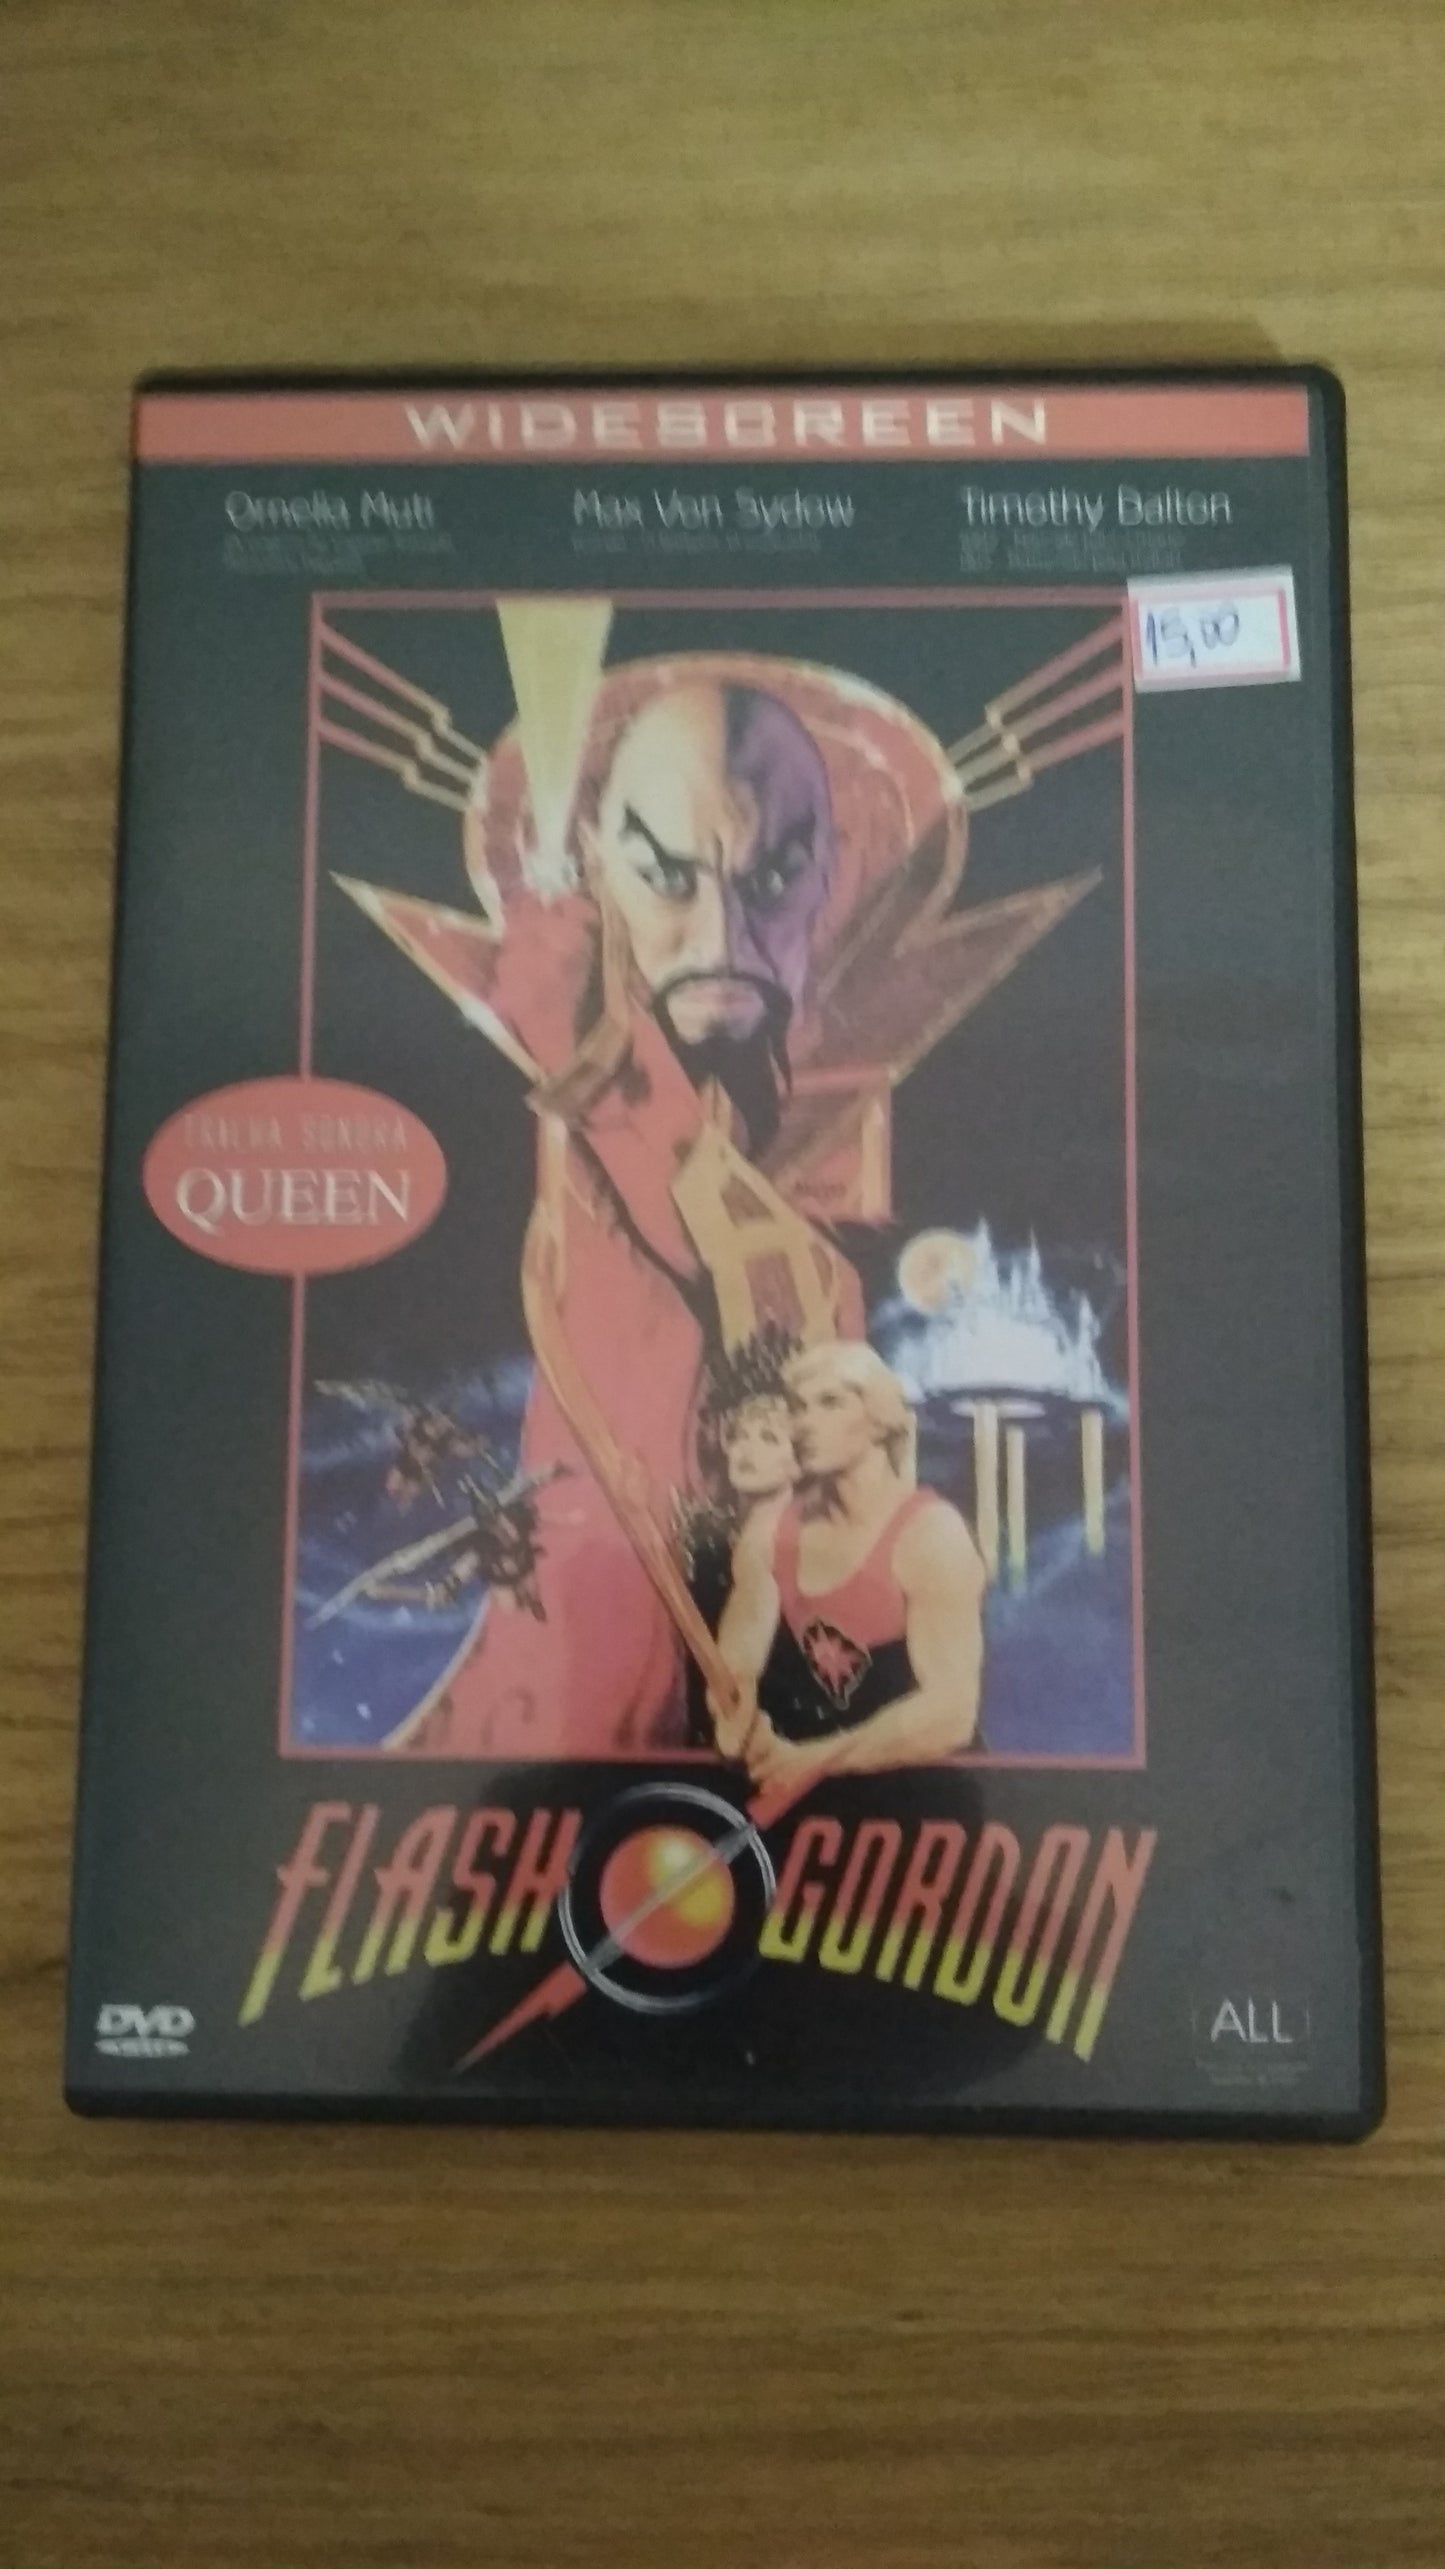 WIDESCREEN
Ornella Muti Max Von Sydow Timothy Dalton
15,00
TRILHA SONORA
QUEEN
FLASH GORDON
DVD
ALL